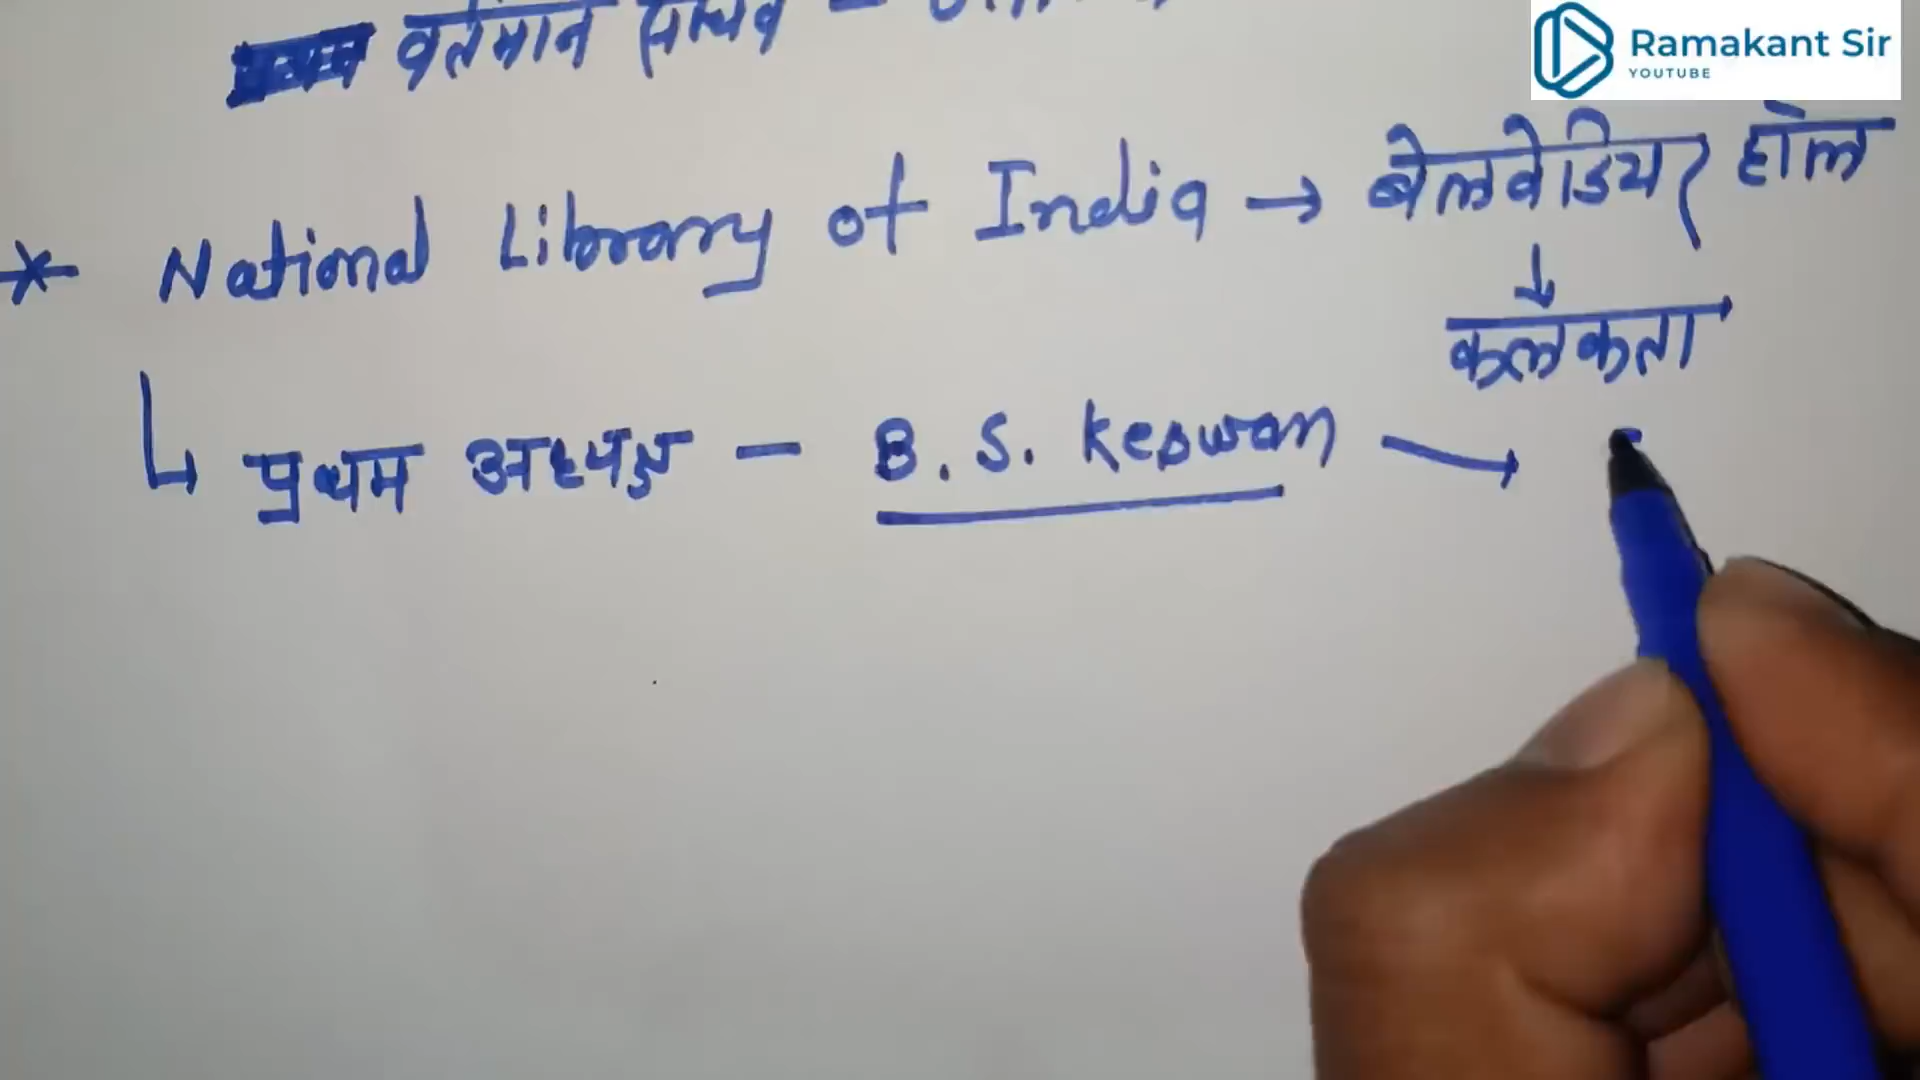 वर्तमान सचिव –
Ramakant Sir
YOUTUBE
* National Library of India → बेलवेडियर हॉल
कलकता
प्रथम अध्यक्ष – B. S. Keswan →